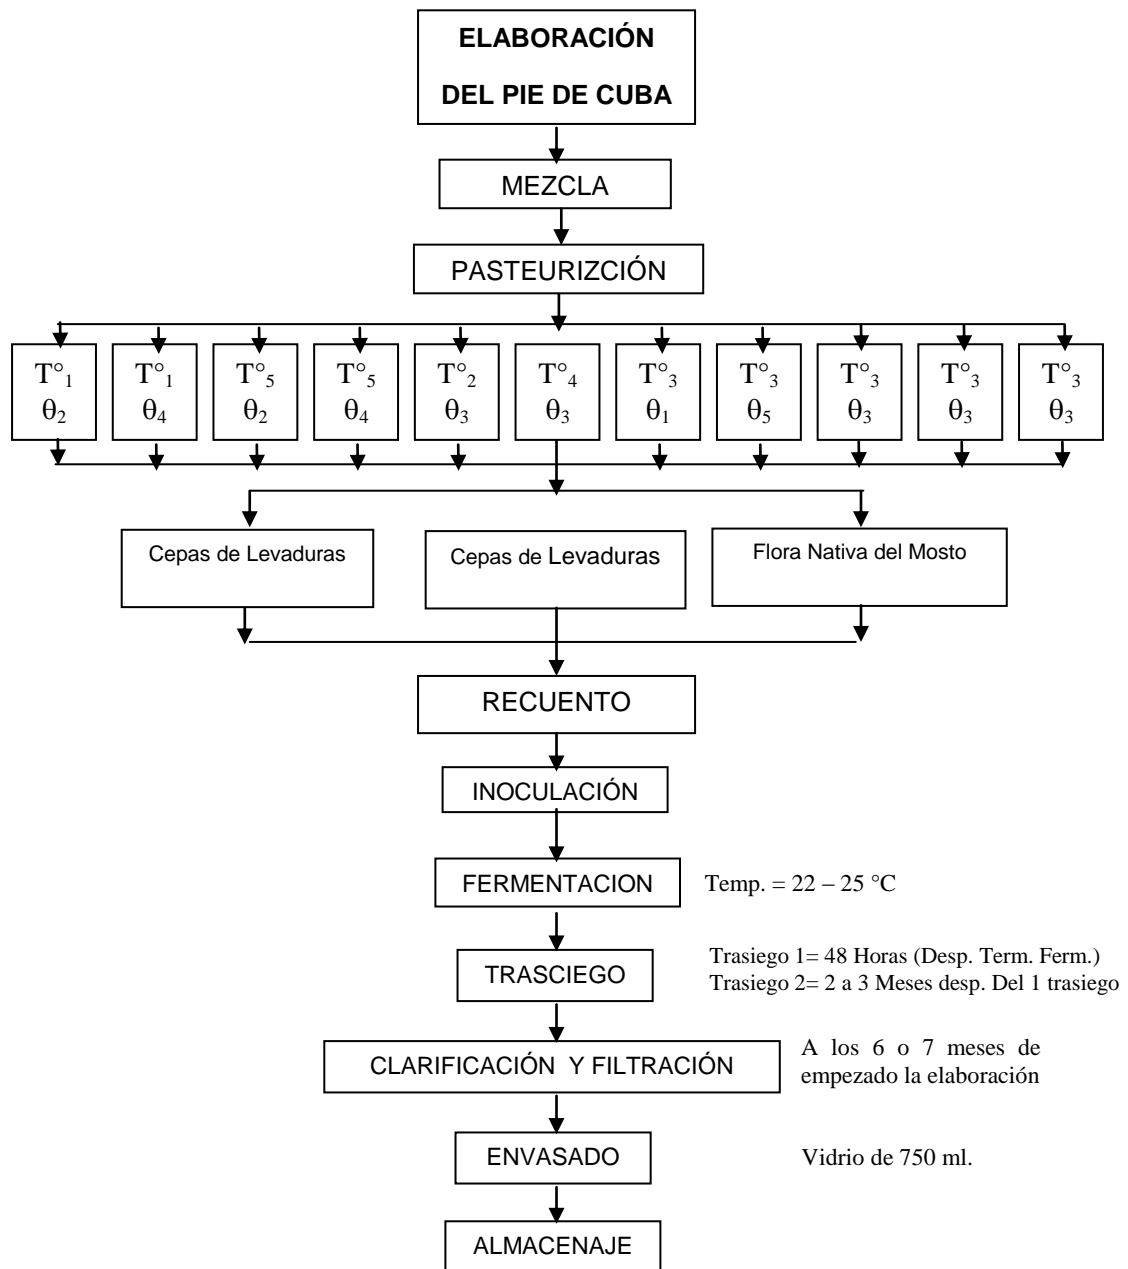 ELABORACIÓN
DEL PIE DE CUBA
MEZCLA
PASTEURIZCIÓN
T°₁ T°₁ T°₅ T°₅ T°₂ T°₄ T°₃ T°₃ T°₃ T°₃ T°₃
θ₂ θ₄ θ₂ θ₄ θ₃ θ₃ θ₁ θ₅ θ₃ θ₃ θ₃
Cepas de Levaduras
Cepas de Levaduras
Flora Nativa del Mosto
RECUENTO
INOCULACIÓN
FERMENTACION
Temp. = 22 – 25 °C
TRASCIEGO
Trasiego 1= 48 Horas (Desp. Term. Ferm.)
Trasiego 2= 2 a 3 Meses desp. Del 1 trasiego
CLARIFICACIÓN Y FILTRACIÓN
A los 6 o 7 meses de
empezado la elaboración
ENVASADO
Vidrio de 750 ml.
ALMACENAJE